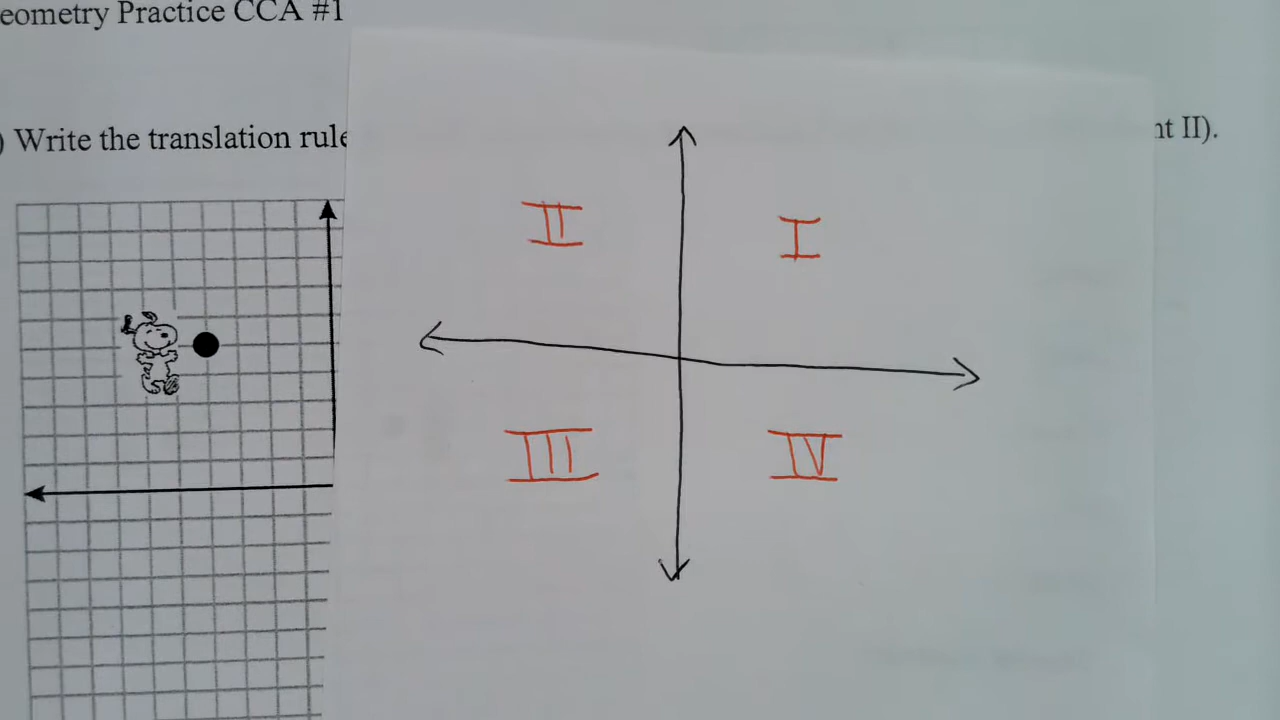 eometry Practice CCA #1
) Write the translation rule
nt II).
II
I
III
IV